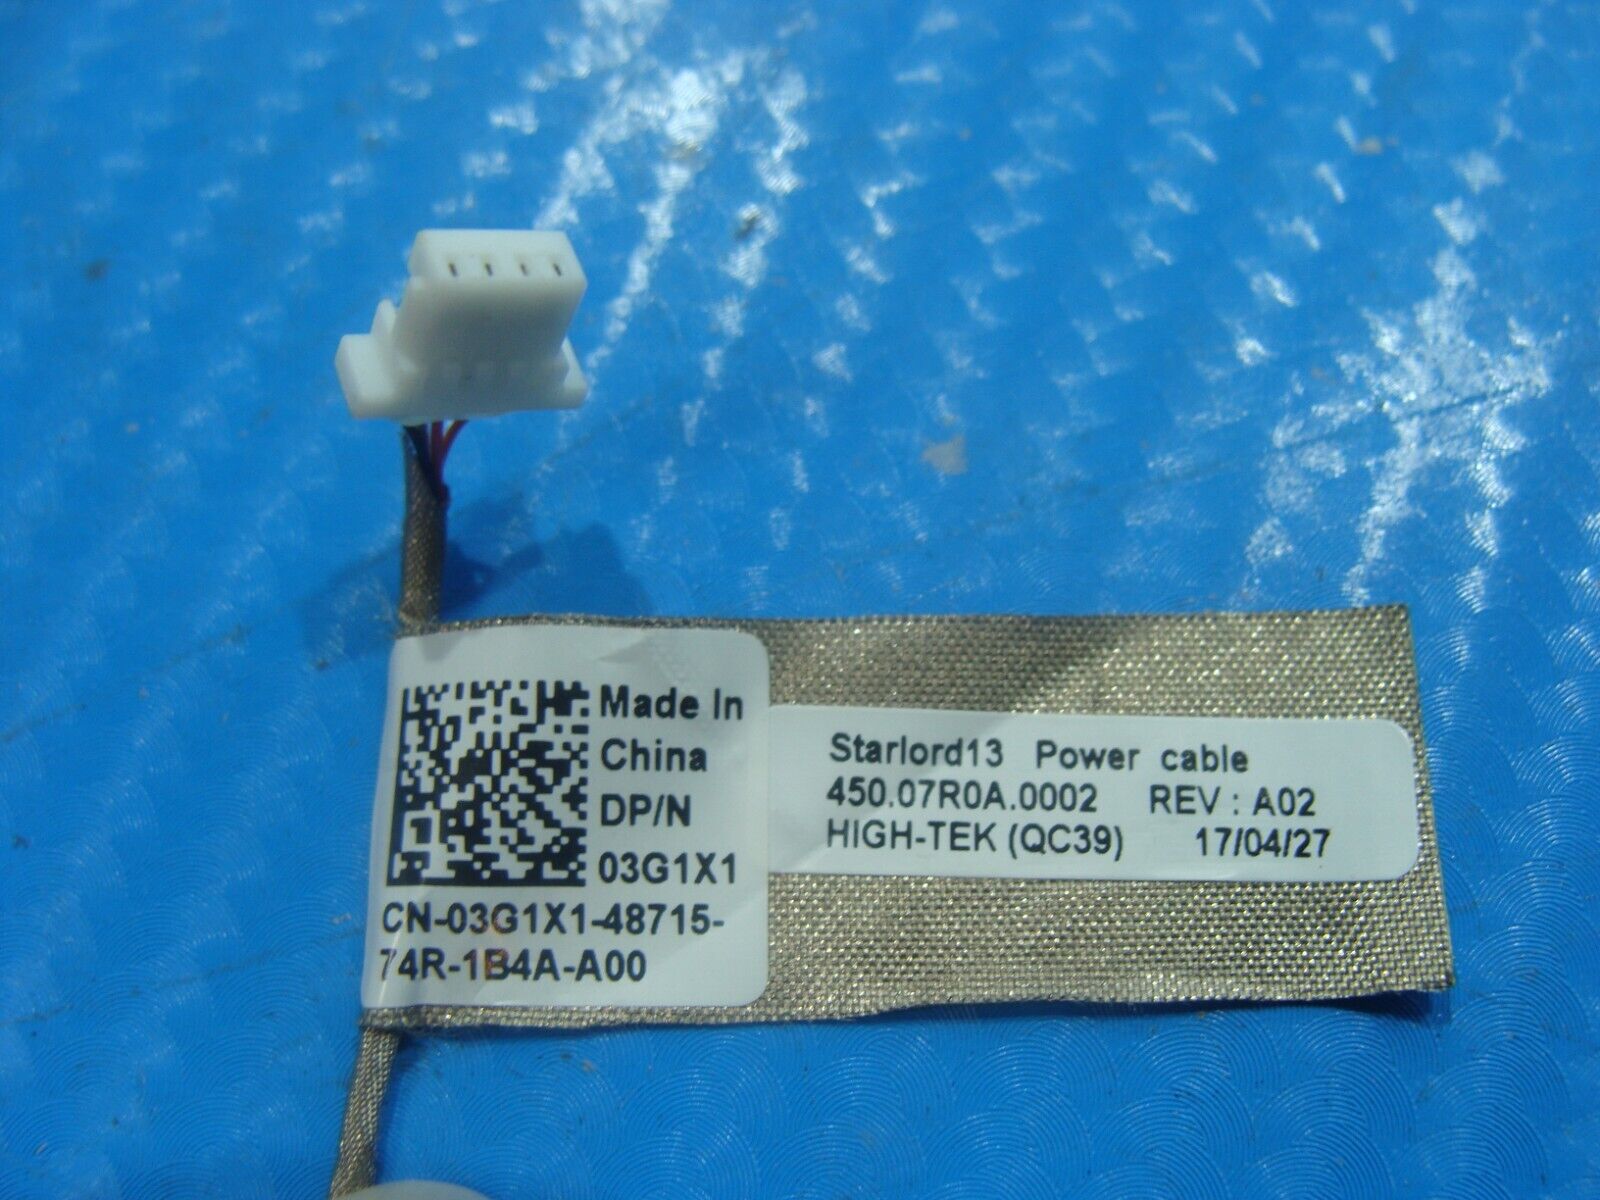 Made In
China
DP/N
03G1X1
CN-03G1X1-48715-
74R-1B4A-A00
Starlord13 Power cable
450.07R0A.0002 REV : A02
HIGH-TEK (QC39) 17/04/27